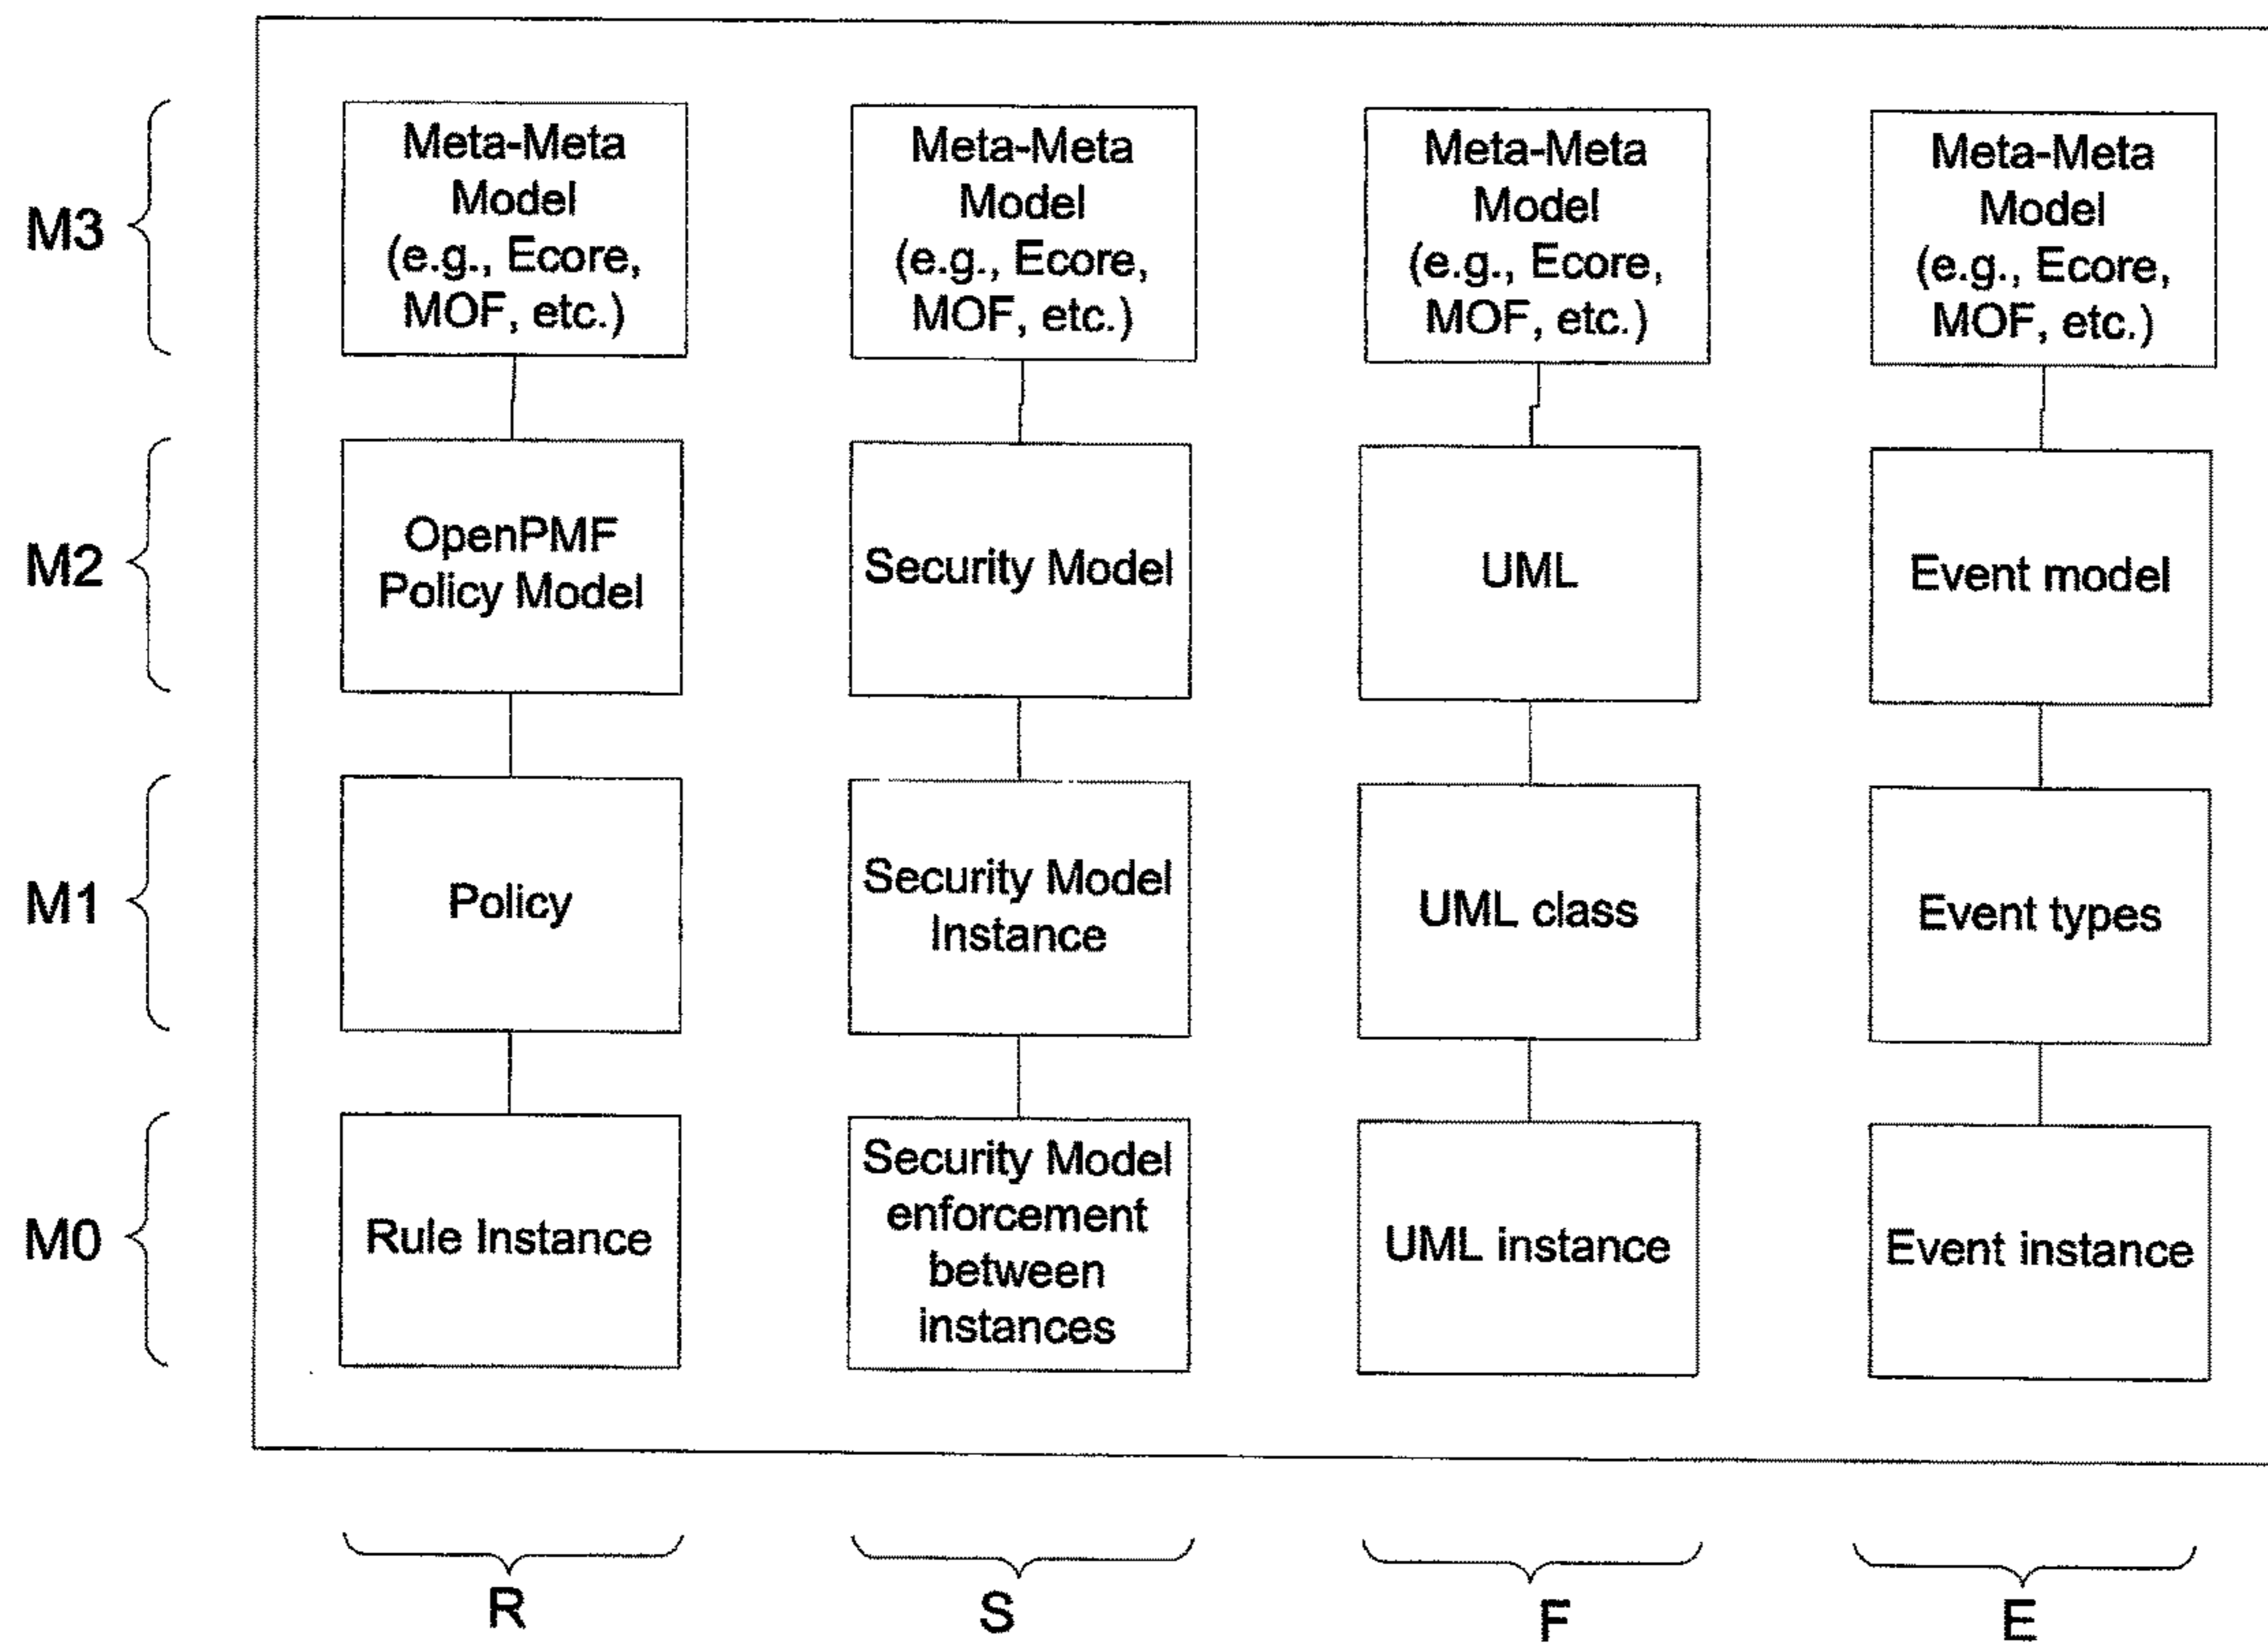 M3
Meta-Meta
Model
(e.g., Ecore,
MOF, etc.)
Meta-Meta
Model
(e.g., Ecore,
MOF, etc.)
Meta-Meta
Model
(e.g., Ecore,
MOF, etc.)
Meta-Meta
Model
(e.g., Ecore,
MOF, etc.)
M2
OpenPMF
Policy Model
Security Model
UML
Event model
M1
Policy
Security Model
Instance
UML class
Event types
M0
Rule Instance
Security Model
enforcement
between
instances
UML instance
Event instance
R
S
F
E